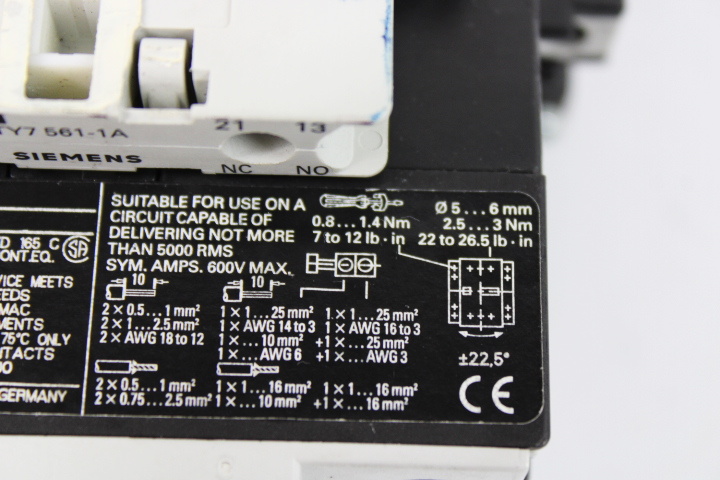 TY7 561-1A
21 13
SIEMENS
NC NO
SUITABLE FOR USE ON A
CIRCUIT CAPABLE OF
DELIVERING NOT MORE
THAN 5000 RMS
SYM. AMPS. 600V MAX.
0.8...1.4 Nm
7 to 12 lb·in
Ø 5...6 mm
2.5...3 Nm
22 to 26.5 lb·in
165 C
ONT.EQ.
VICE MEETS
EEDS
MAC
MENTS
75°C ONLY
NTACTS
GERMANY
10
2 × 0.5...1 mm²
2 × 1...2.5 mm²
2 × AWG 18 to 12
10
1 × 1...25 mm² 1 × 1...25 mm²
1 × AWG 14 to 3 1 × AWG 16 to 3
1 × ...10 mm² +1 × ...25 mm²
1 × ...AWG 6 +1 × ...AWG 3
2 × 0.5...1 mm²
2 × 0.75...2.5 mm²
1 × 1...16 mm² 1 × 1...16 mm²
1 × ...10 mm² +1 × ...16 mm²
±22,5°
CE